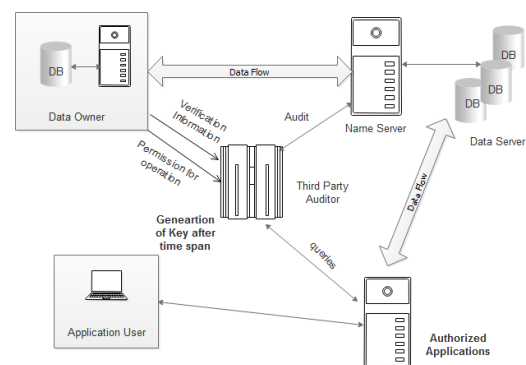 DB
Data Owner
Data Flow
Name Server
DB
DB
DB
Data Server
Verification
Information
Permission for
operation
Audit
Third Party
Auditor
Geneartion
of Key after
time span
queries
Data Flow
Application User
Authorized
Applications